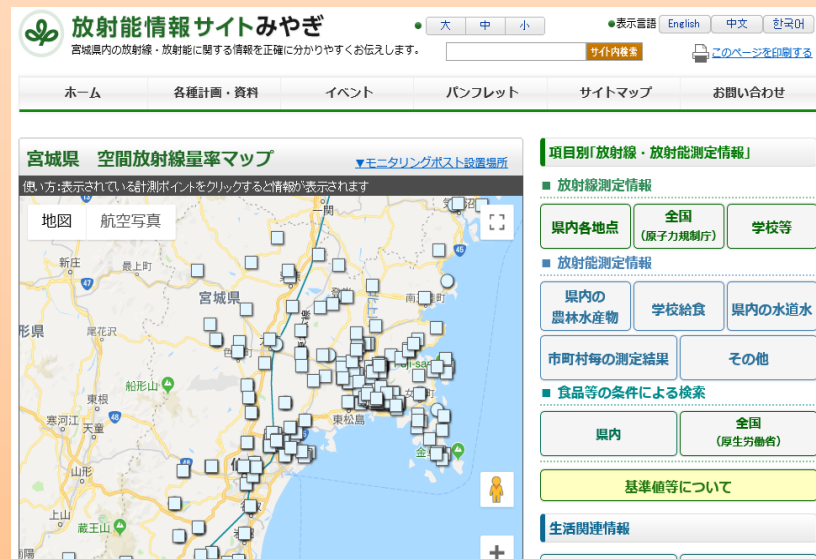 放射能情報サイトみやぎ
宮城県内の放射線・放射能に関する情報を正確に分かりやすくお伝えします。
大 中 小
表示言語 English 中文 한국어
サイト内検索
このページを印刷する
ホーム 各種計画・資料 イベント パンフレット サイトマップ お問い合わせ
宮城県 空間放射線量率マップ
▼モニタリングポスト設置場所
使い方:表示されている計測ポイントをクリックすると情報が表示されます
地図 航空写真
一関
新庄
最上町
47
45
宮城県
形県
尾花沢
船形山
東根
寒河江
天童
48
東松島
山形
上山
蔵王山
項目別「放射線・放射能測定情報」
■ 放射線測定情報
県内各地点
全国
(原子力規制庁)
学校等
■ 放射能測定情報
県内の
農林水産物
学校給食
県内の水道水
市町村毎の測定結果
その他
■ 食品等の条件による検索
県内
全国
(厚生労働省)
基準値等について
生活関連情報